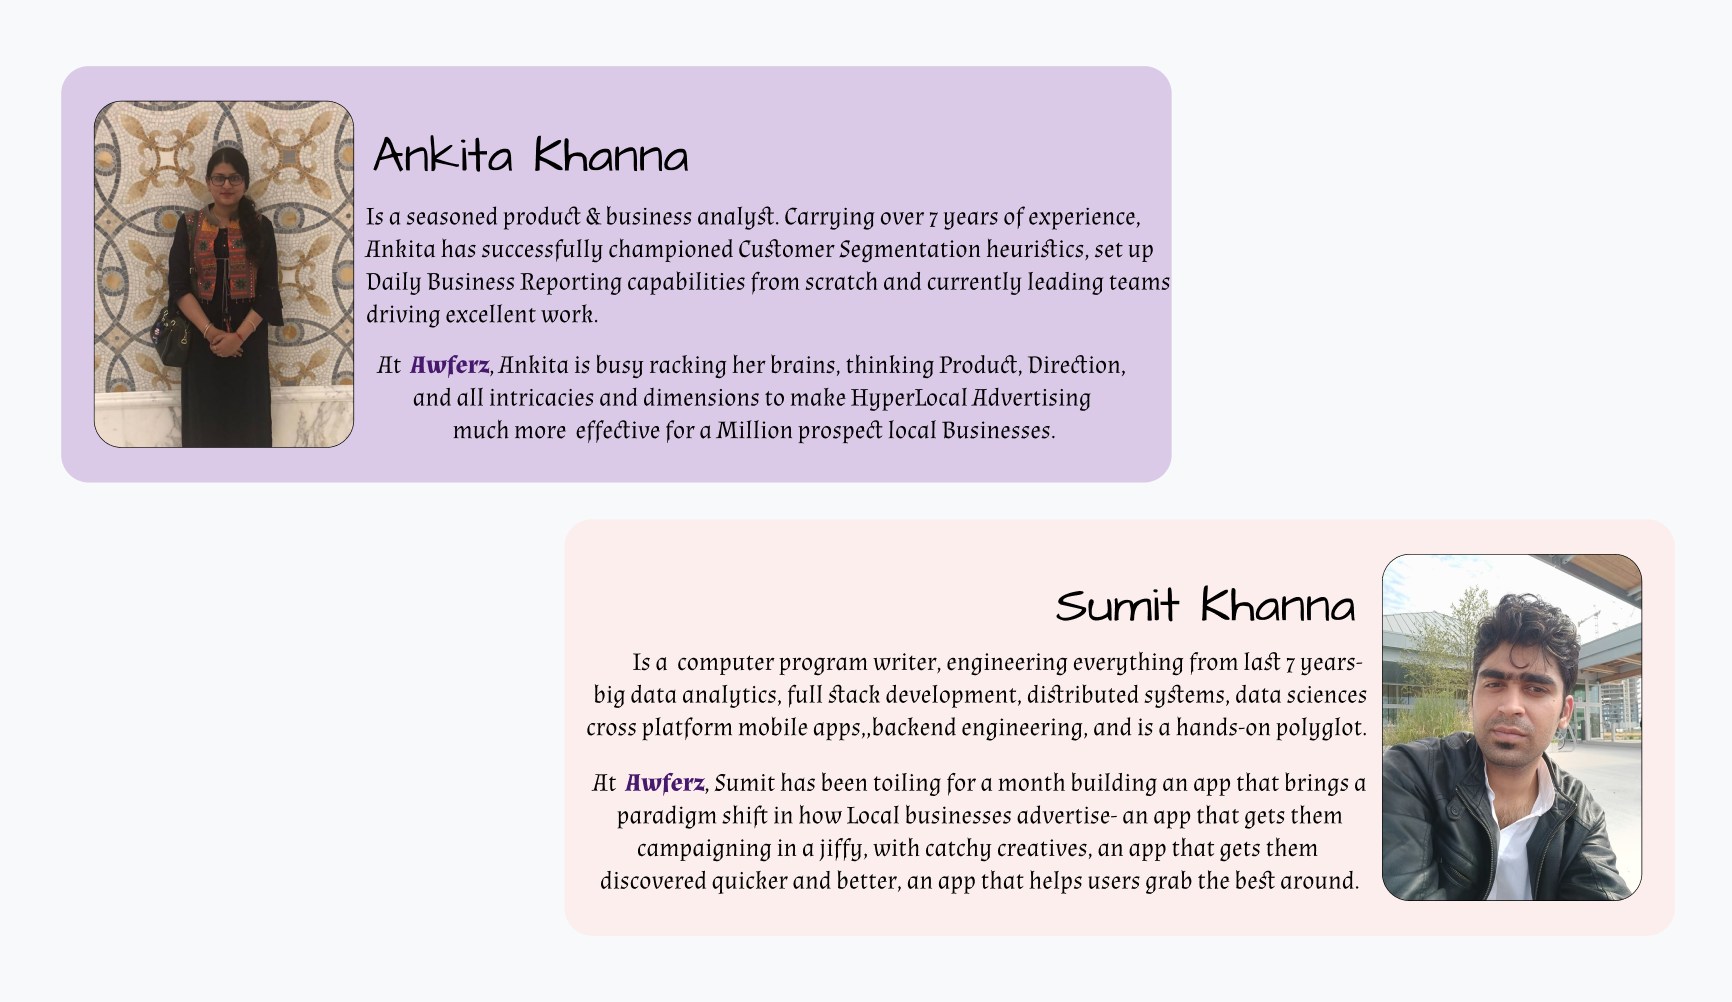 Ankita Khanna
Is a seasoned product & business analyst. Carrying over 7 years of experience,
Ankita has successfully championed Customer Segmentation heuristics, set up
Daily Business Reporting capabilities from scratch and currently leading teams
driving excellent work.
At Awferz, Ankita is busy racking her brains, thinking Product, Direction,
and all intricacies and dimensions to make HyperLocal Advertising
much more effective for a Million prospect local Businesses.
Sumit Khanna
Is a computer program writer, engineering everything from last 7 years-
big data analytics, full stack development, distributed systems, data sciences
cross platform mobile apps,,backend engineering, and is a hands-on polyglot.
At Awferz, Sumit has been toiling for a month building an app that brings a
paradigm shift in how Local businesses advertise- an app that gets them
campaigning in a jiffy, with catchy creatives, an app that gets them
discovered quicker and better, an app that helps users grab the best around.